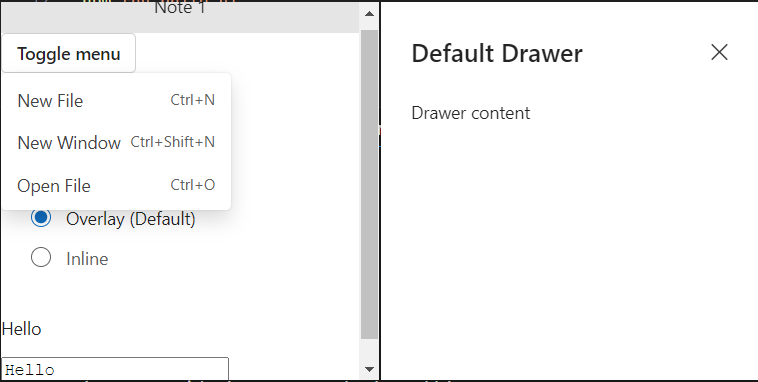 Note 1
Toggle menu
New File Ctrl+N
New Window Ctrl+Shift+N
Open File Ctrl+O
Overlay (Default)
Inline
Hello
Hello
Default Drawer
Drawer content